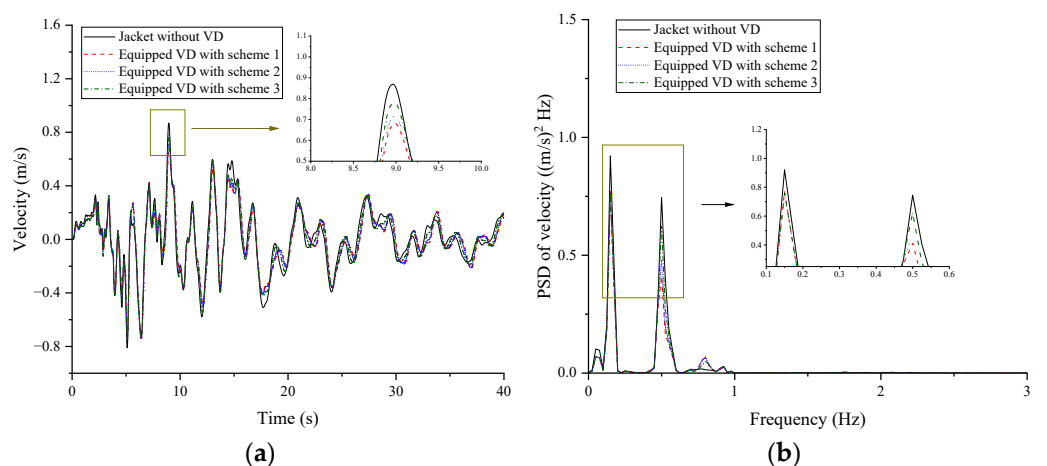 Jacket without VD
Equipped VD with scheme 1
Equipped VD with scheme 2
Equipped VD with scheme 3
1.6
1.2
0.8
0.4
0.0
−0.4
−0.8
Velocity (m/s)
0 10 20 30 40
Time (s)
1.1
1.0
0.9
0.8
0.7
0.6
0.5
8.0 8.5 9.0 9.5 10.0
(a)
Jacket without VD
Equipped VD with scheme 1
Equipped VD with scheme 2
Equipped VD with scheme 3
1.5
1.0
0.5
0.0
PSD of velocity ((m/s)² Hz)
0 1 2 3
Frequency (Hz)
1.2
1.0
0.8
0.6
0.4
0.1 0.2 0.3 0.4 0.5 0.6
(b)